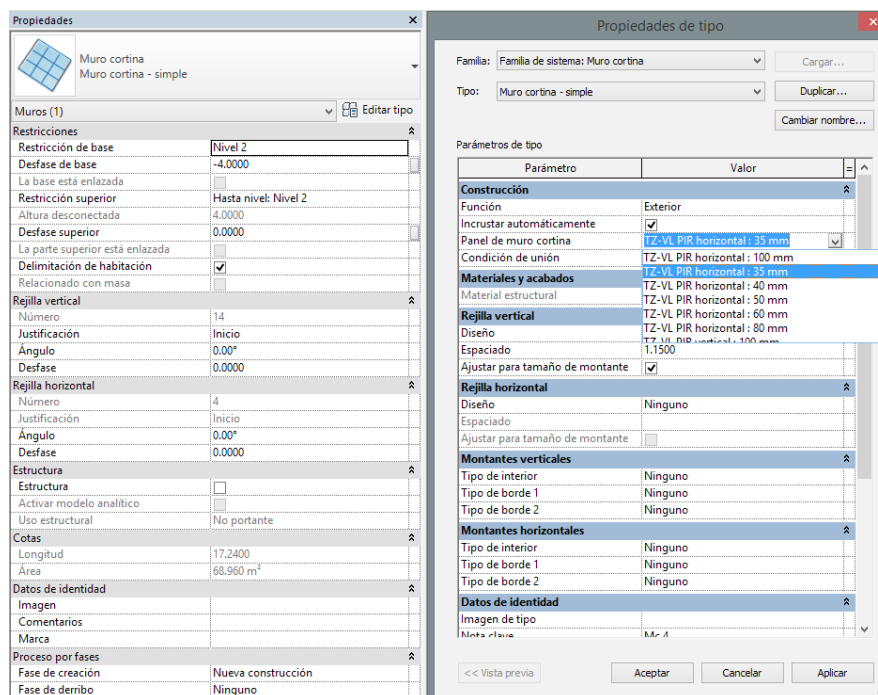 Propiedades
Muro cortina
Muro cortina - simple
Muros (1)
Editar tipo
Restricciones
Restricción de base Nivel 2
Desfase de base -4.0000
La base está enlazada
Restricción superior Hasta nivel: Nivel 2
Altura desconectada 4.0000
Desfase superior 0.0000
La parte superior está enlazada
Delimitación de habitación
Relacionado con masa
Rejilla vertical
Número 14
Justificación Inicio
Ángulo 0.00°
Desfase 0.0000
Rejilla horizontal
Número 4
Justificación Inicio
Ángulo 0.00°
Desfase 0.0000
Estructura
Estructura
Activar modelo analítico
Uso estructural No portante
Cotas
Longitud 17.2400
Área 68.960 m²
Datos de identidad
Imagen
Comentarios
Marca
Proceso por fases
Fase de creación Nueva construcción
Fase de derribo Ninguno
Propiedades de tipo
Familia: Familia de sistema: Muro cortina Cargar...
Tipo: Muro cortina - simple Duplicar...
Cambiar nombre...
Parámetros de tipo
Parámetro Valor =
Construcción
Función Exterior
Incrustar automáticamente
Panel de muro cortina TZ-VL PIR horizontal : 35 mm
Condición de unión TZ-VL PIR horizontal : 100 mm
Materiales y acabados TZ-VL PIR horizontal : 35 mm
Material estructural TZ-VL PIR horizontal : 40 mm
TZ-VL PIR horizontal : 50 mm
Rejilla vertical TZ-VL PIR horizontal : 60 mm
Diseño TZ-VL PIR horizontal : 80 mm
TZ-VL PIR vertical : 100 mm
Espaciado 1.1500
Ajustar para tamaño de montante
Rejilla horizontal
Diseño Ninguno
Espaciado
Ajustar para tamaño de montante
Montantes verticales
Tipo de interior Ninguno
Tipo de borde 1 Ninguno
Tipo de borde 2 Ninguno
Montantes horizontales
Tipo de interior Ninguno
Tipo de borde 1 Ninguno
Tipo de borde 2 Ninguno
Datos de identidad
Imagen de tipo
Nota clave Mc 4
<< Vista previa Aceptar Cancelar Aplicar